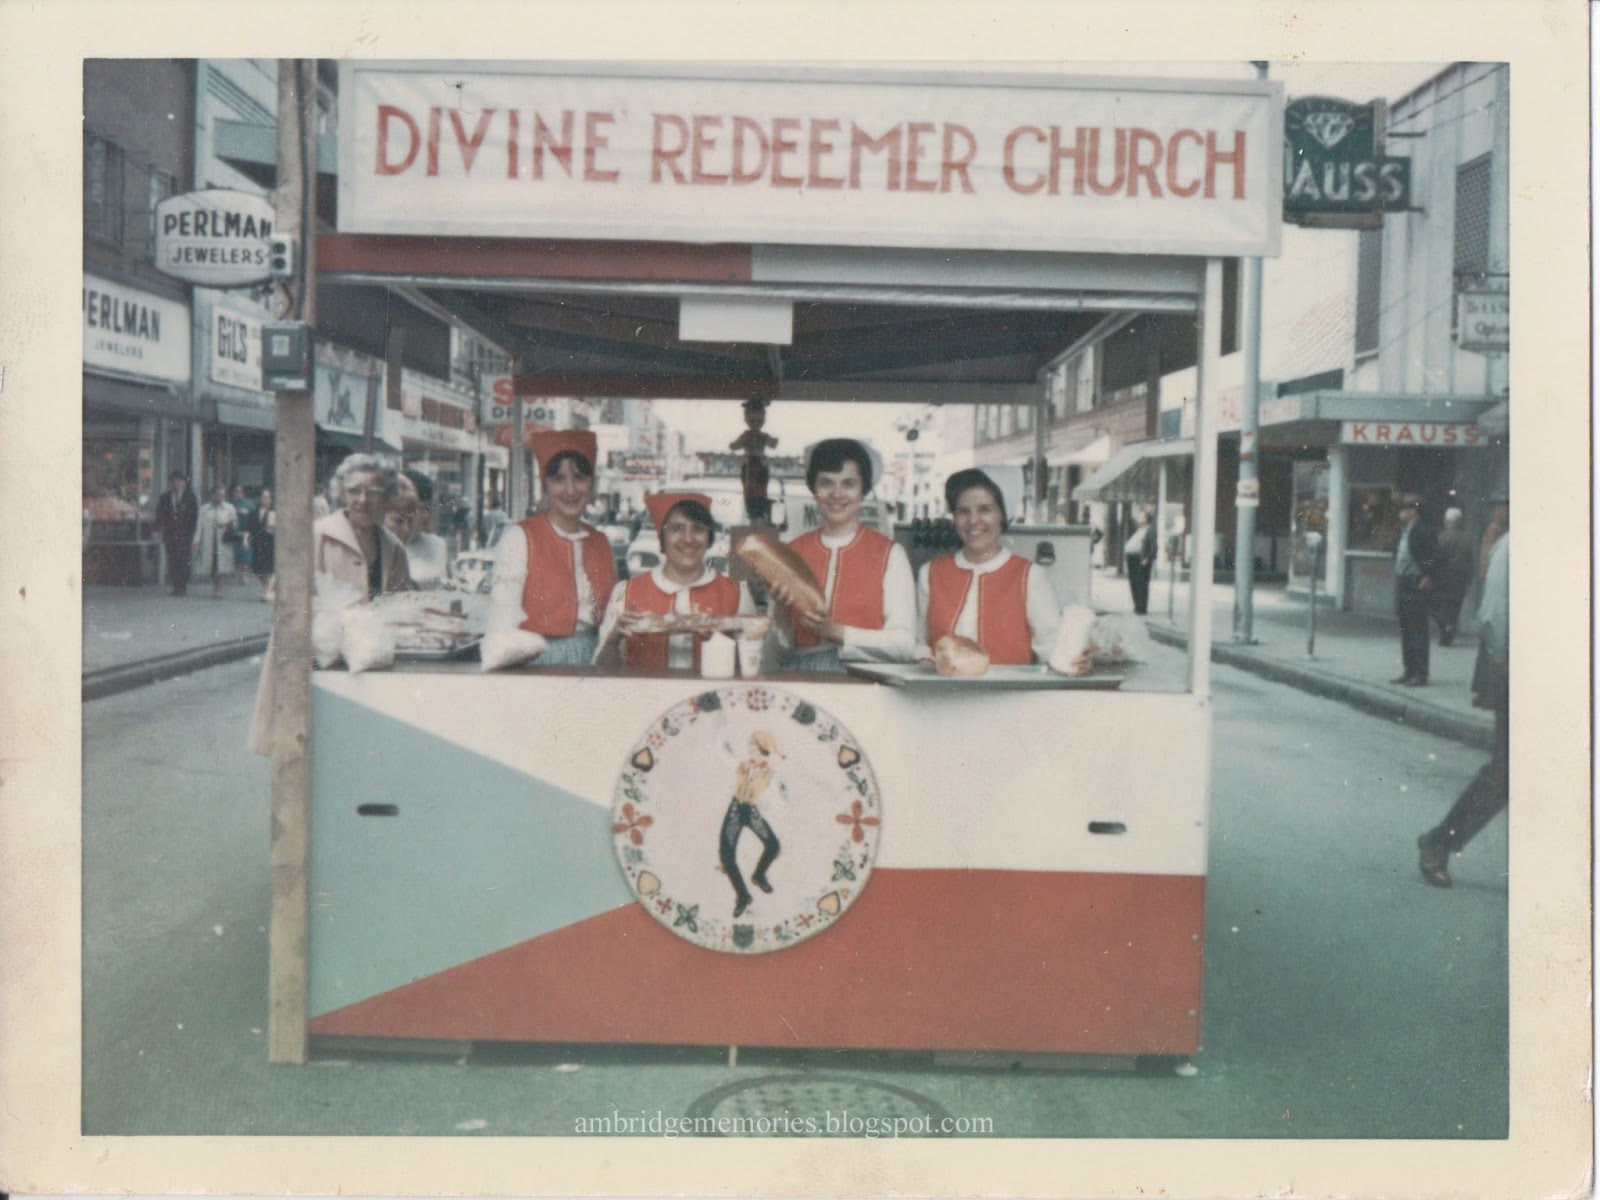 DIVINE REDEEMER CHURCH
AUSS
PERLMAN
JEWELERS
PERLMAN
JEWELERS
GIL'S
DRUGS
KRAUSS
ambridgememories.blogspot.com